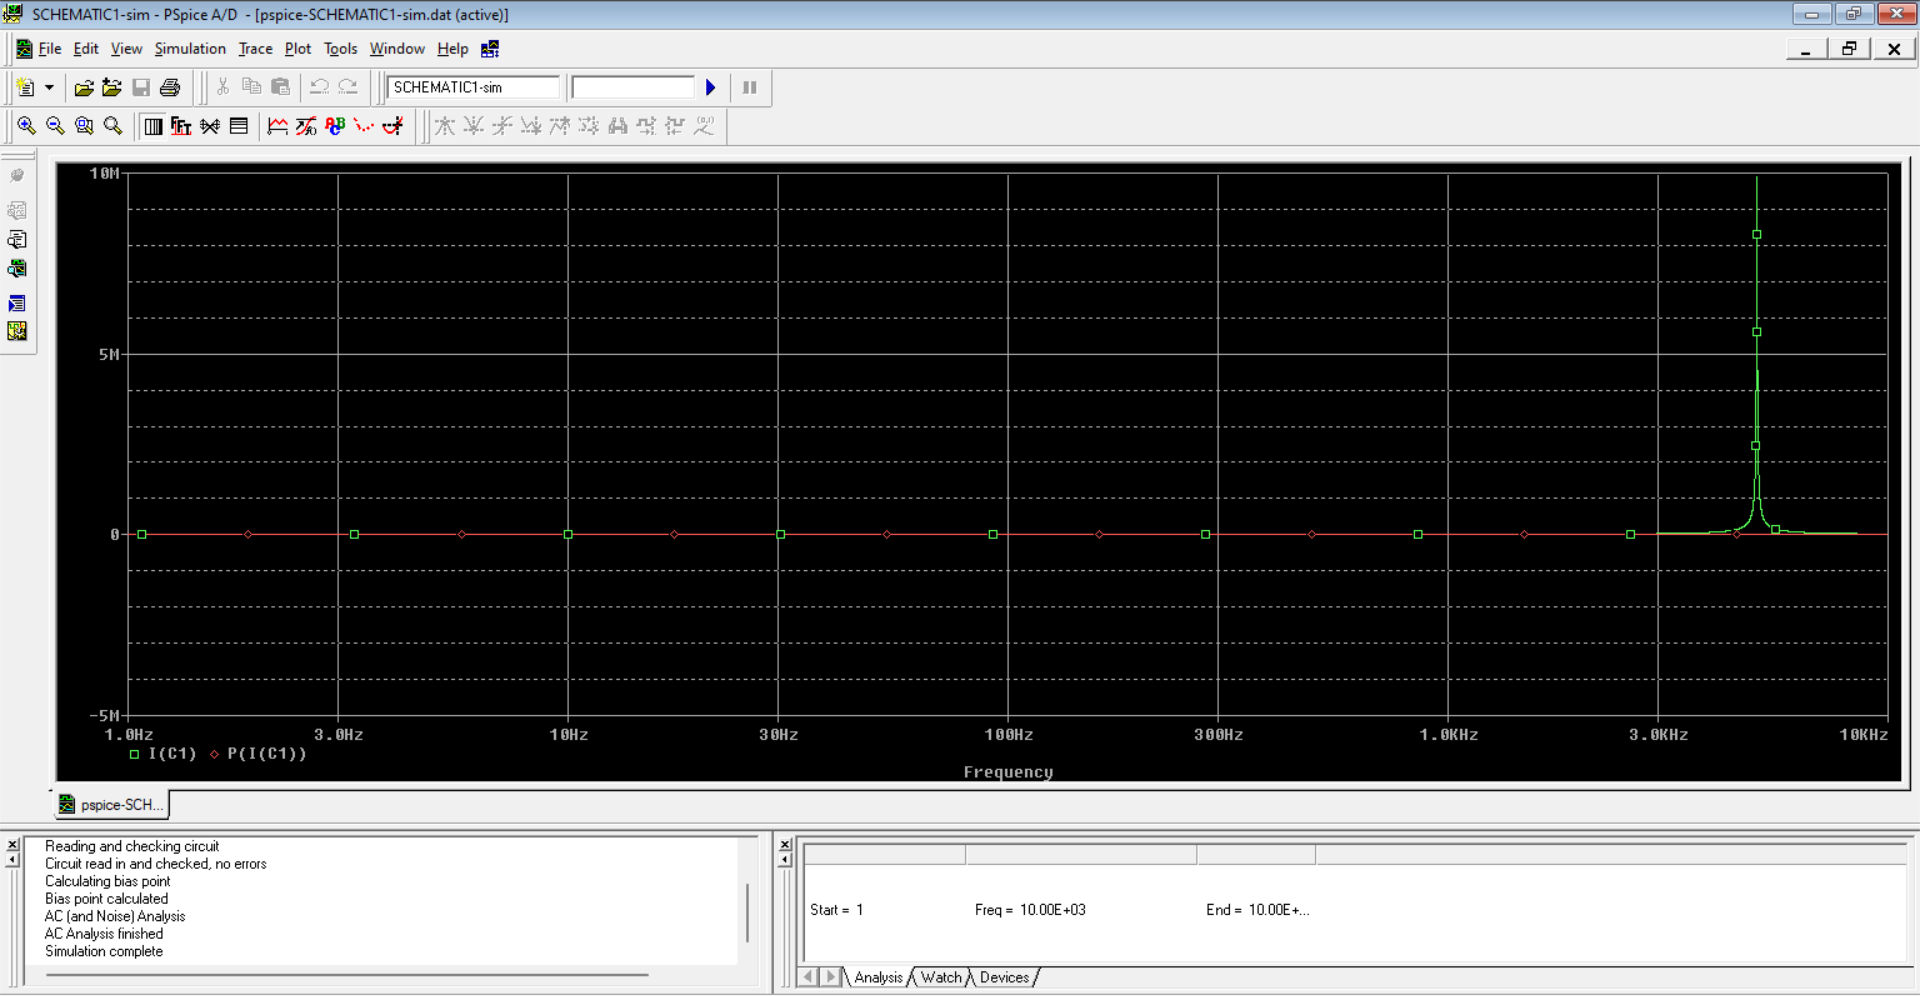 SCHEMATIC1-sim - PSpice A/D - [pspice-SCHEMATIC1-sim.dat (active)]
File Edit View Simulation Trace Plot Tools Window Help
SCHEMATIC1-sim
10M
5M
0
-5M
1.0Hz 3.0Hz 10Hz 30Hz 100Hz 300Hz 1.0KHz 3.0KHz 10KHz
I(C1) P(I(C1))
Frequency
pspice-SCH...
Reading and checking circuit
Circuit read in and checked, no errors
Calculating bias point
Bias point calculated
AC (and Noise) Analysis
AC Analysis finished
Simulation complete
Start = 1 Freq = 10.00E+03 End = 10.00E+...
Analysis Watch Devices